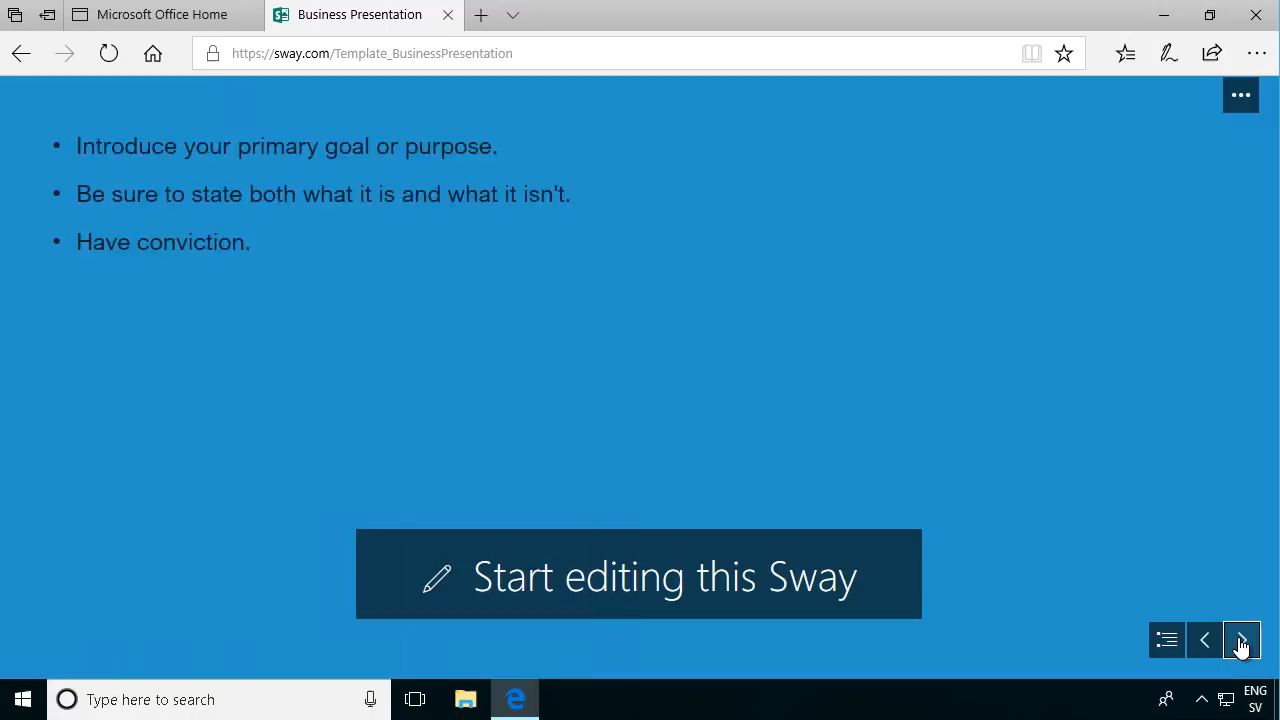 Microsoft Office Home
Business Presentation
https://sway.com/Template_BusinessPresentation
• Introduce your primary goal or purpose.
• Be sure to state both what it is and what it isn't.
• Have conviction.
Start editing this Sway
Type here to search
ENG
SV